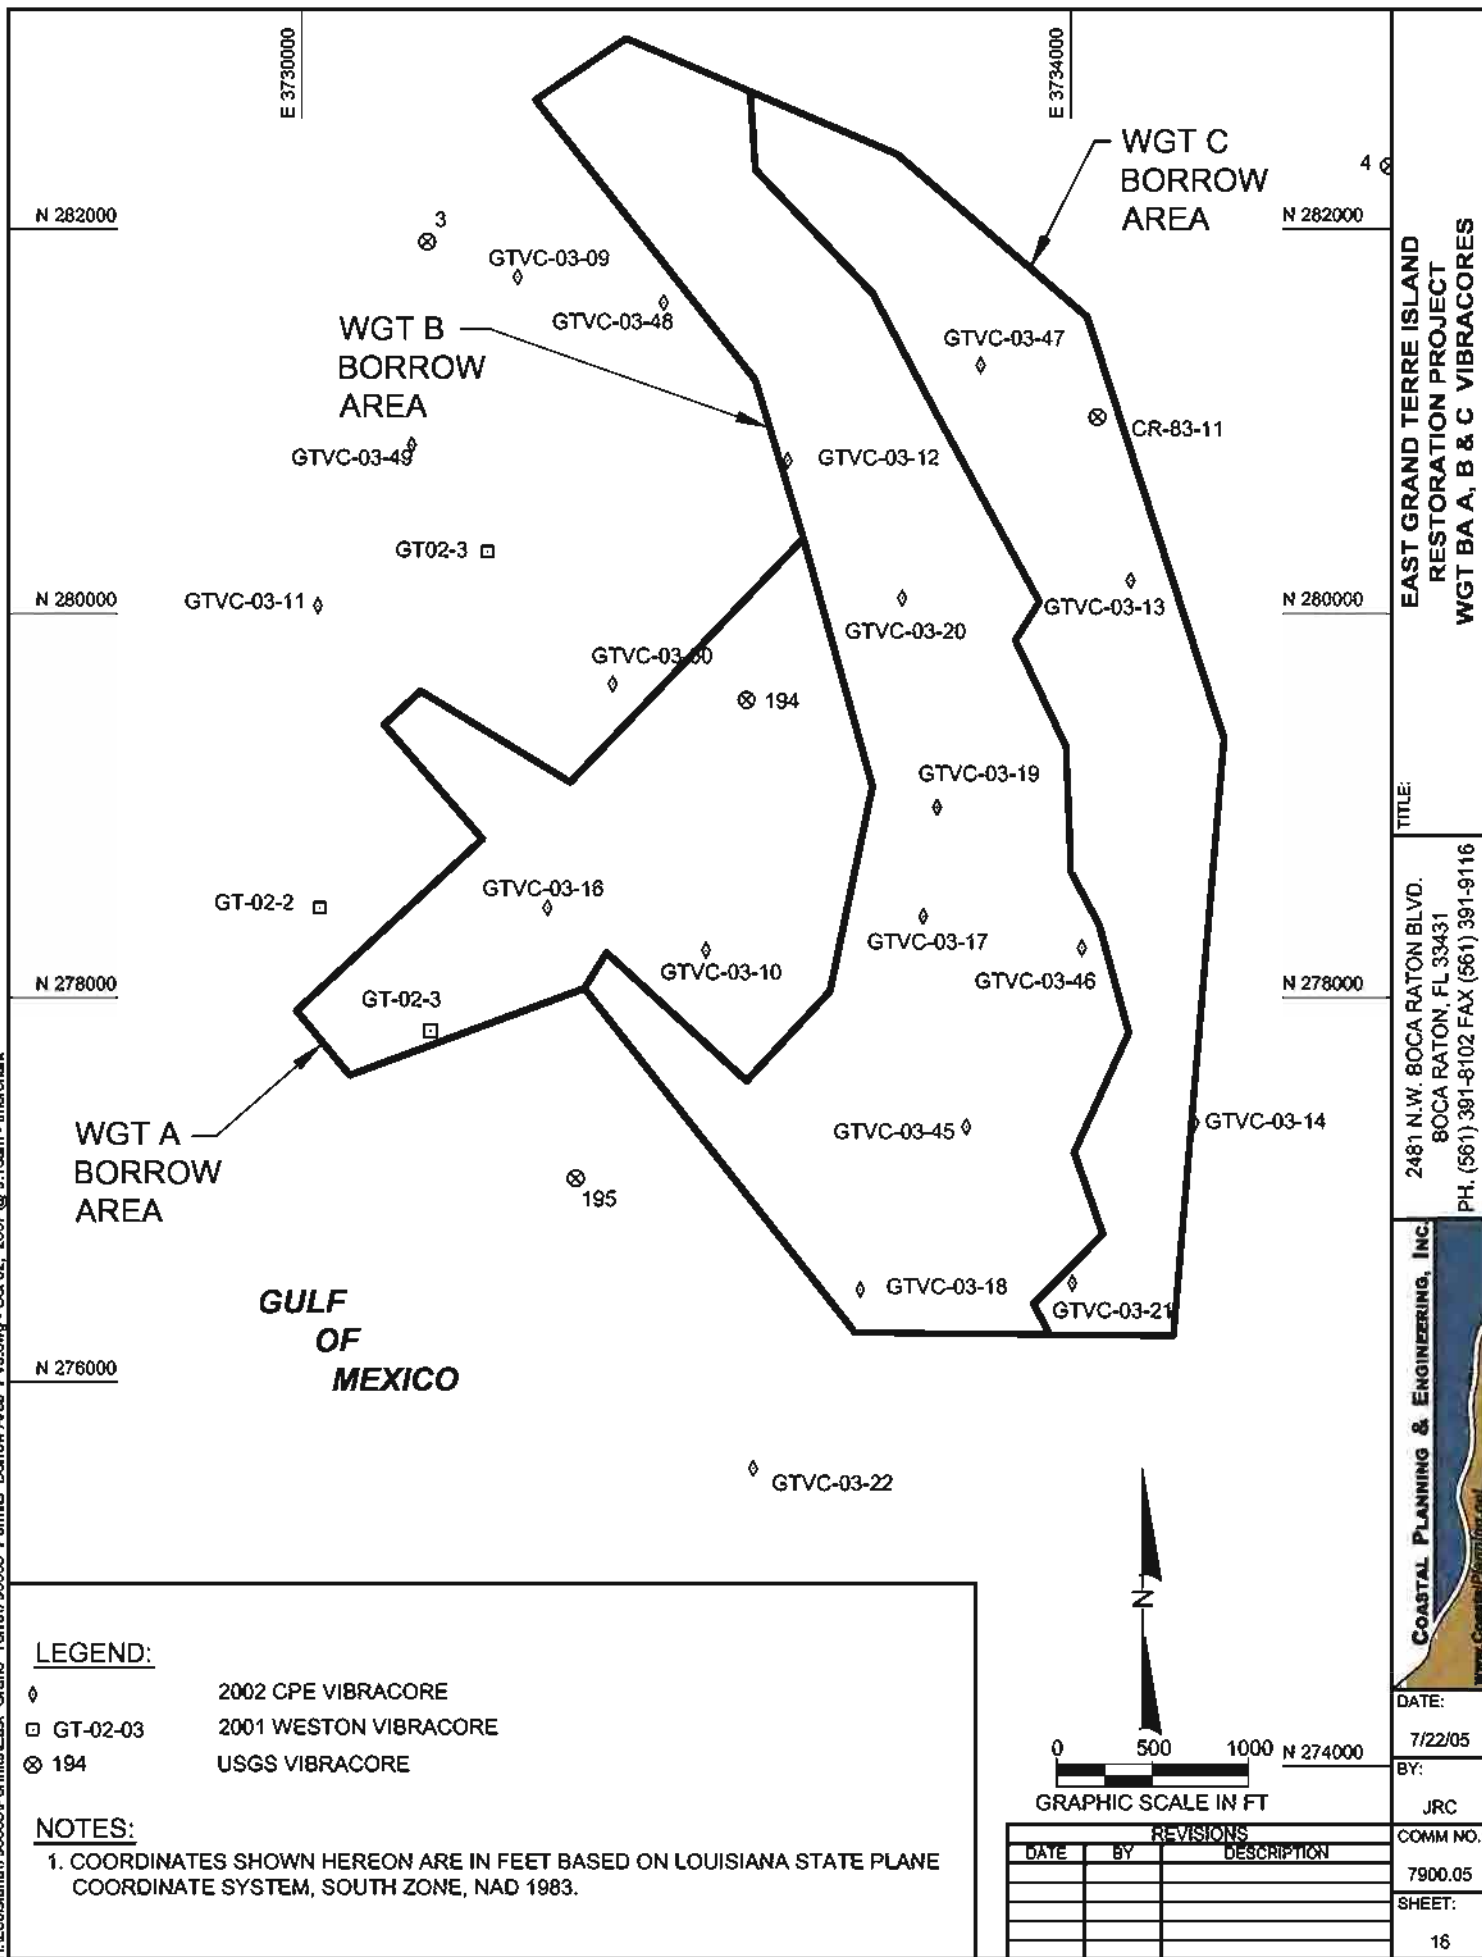 E 3730000
E 3734000
WGT C
BORROW
AREA
4
N 282000
N 282000
3
GTVC-03-09
GTVC-03-48
WGT B
BORROW
AREA
GTVC-03-47
CR-83-11
GTVC-03-49
GTVC-03-12
GT02-3
N 280000
GTVC-03-11
GTVC-03-13
N 280000
GTVC-03-20
GTVC-03-50
194
GTVC-03-19
GTVC-03-16
GT-02-2
GTVC-03-17
GTVC-03-10
GTVC-03-46
N 278000
GT-02-3
N 278000
WGT A
BORROW
AREA
GTVC-03-45
GTVC-03-14
195
GTVC-03-18
GTVC-03-21
GULF
OF
MEXICO
N 276000
GTVC-03-22
N
LEGEND:
2002 CPE VIBRACORE
GT-02-03 2001 WESTON VIBRACORE
194 USGS VIBRACORE
NOTES:
1. COORDINATES SHOWN HEREON ARE IN FEET BASED ON LOUISIANA STATE PLANE
COORDINATE SYSTEM, SOUTH ZONE, NAD 1983.
0 500 1000
N 274000
GRAPHIC SCALE IN FT
REVISIONS
DATE BY DESCRIPTION
TITLE:
EAST GRAND TERRE ISLAND
RESTORATION PROJECT
WGT BA A, B & C VIBRACORES
2481 N.W. BOCA RATON BLVD.
BOCA RATON, FL 33431
PH. (561) 391-8102 FAX (561) 391-9116
COASTAL PLANNING & ENGINEERING, INC.
DATE:
7/22/05
BY:
JRC
COMM NO.
7900.05
SHEET:
16